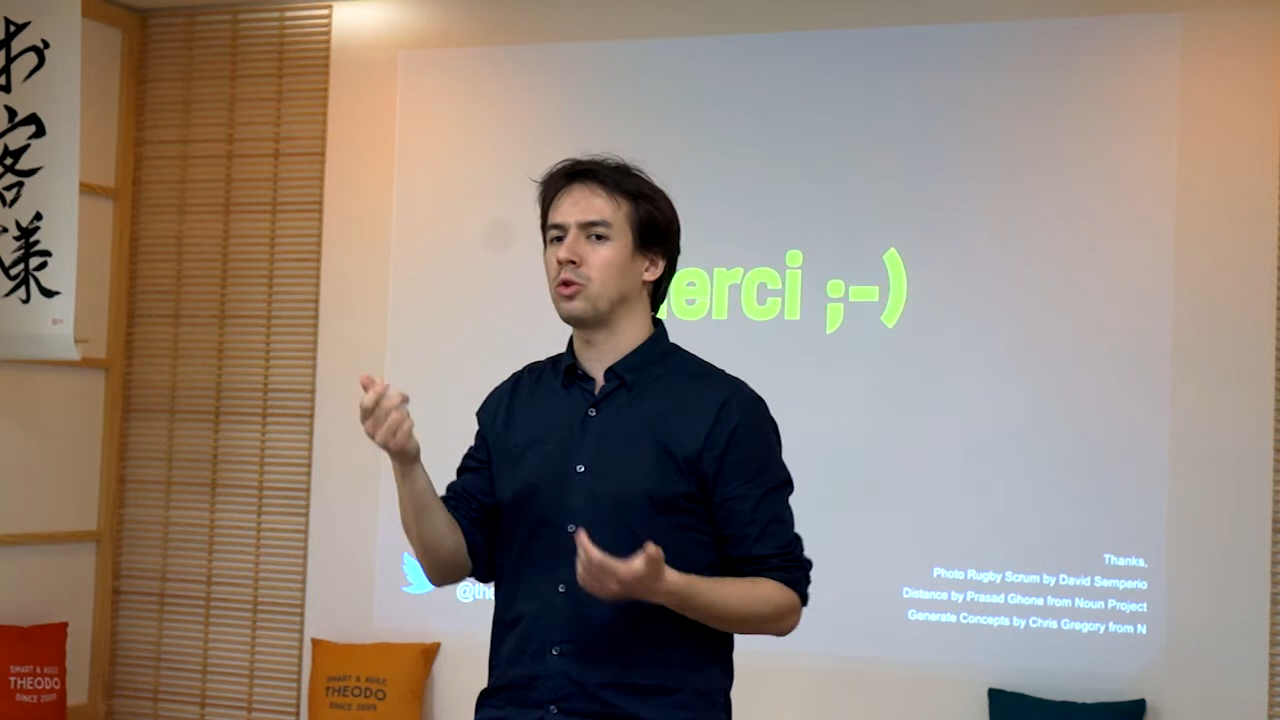 お客様
erci ;-)
@the
Thanks,
Photo Rugby Scrum by David Semperio
Distance by Prasad Ghone from Noun Project
Generate Concepts by Chris Gregory from N
SMART & AGILE
THEODO
SINCE 2009
SMART & AGILE
THEODO
SINCE 2009